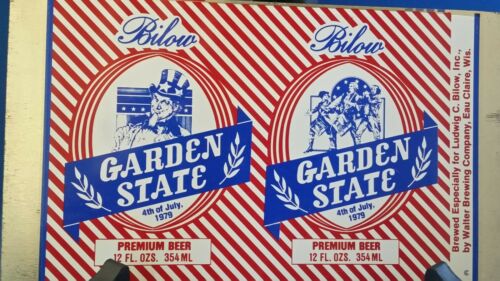 Bilow
GARDEN
STATE
4th of July,
1979
PREMIUM BEER
12 FL. OZS. 354 ML
Bilow
GARDEN
STATE
4th of July,
1979
PREMIUM BEER
12 FL. OZS. 354 ML
Brewed Especially for Ludwig C. Bilow, Inc.,
by Walter Brewing Company, Eau Claire, Wis.